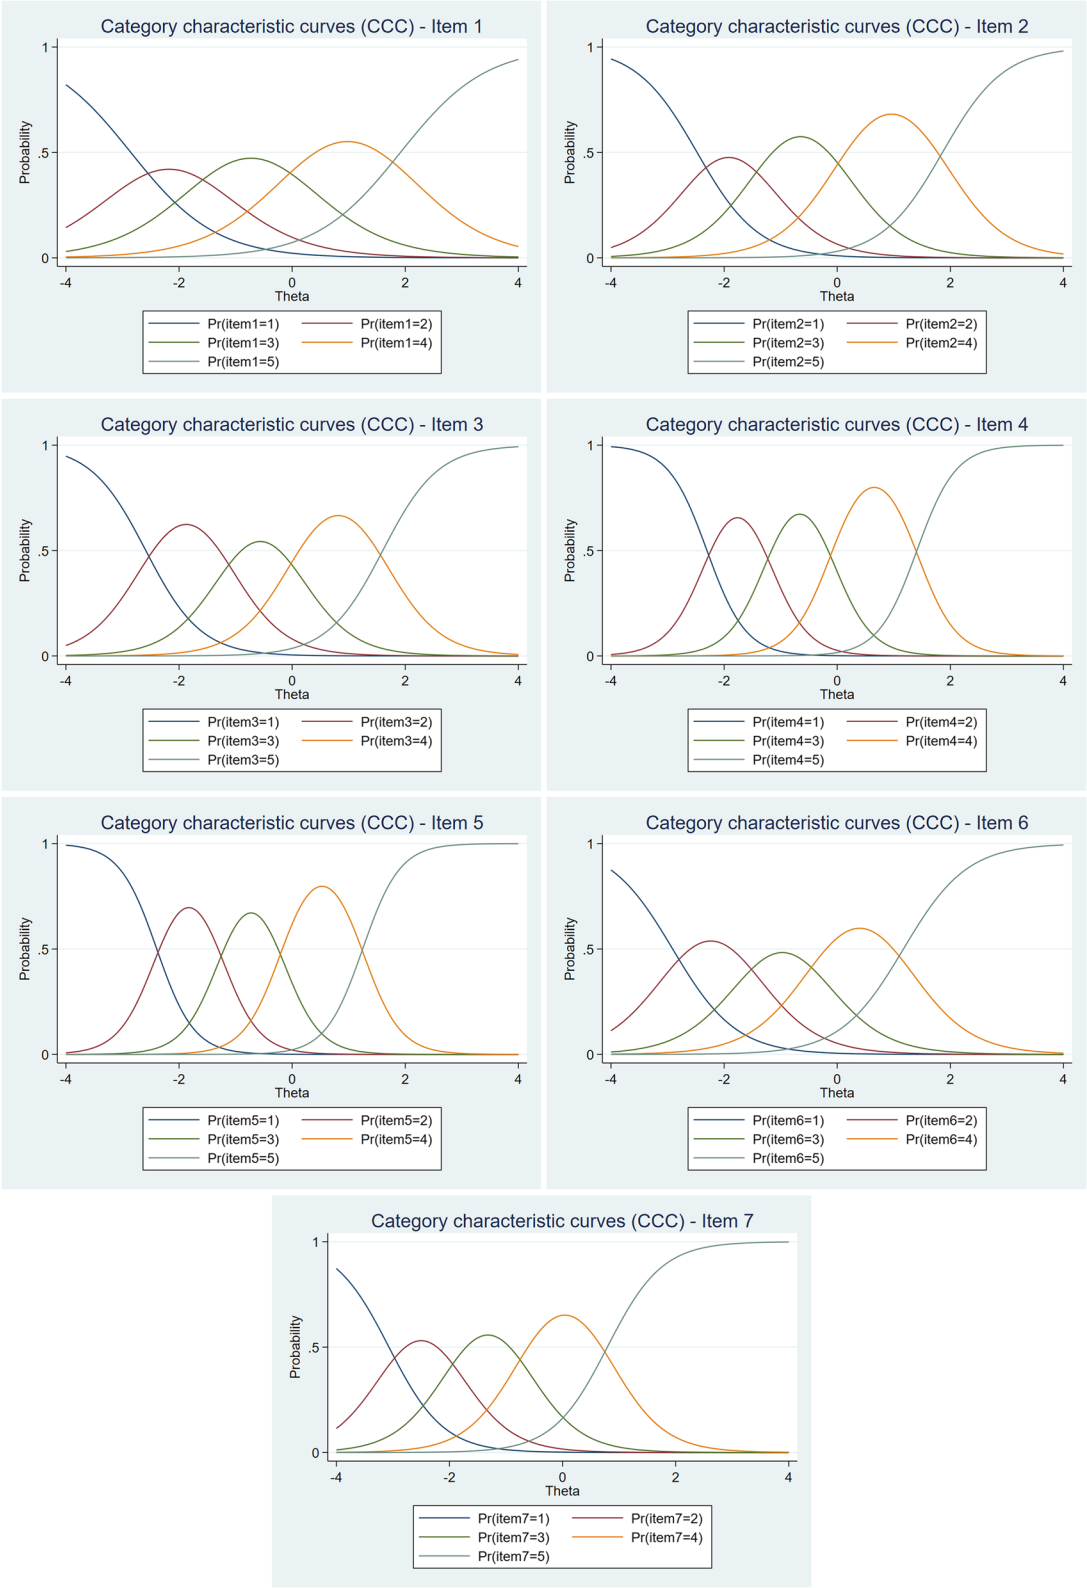 Category characteristic curves (CCC) - Item 1
1
.5
0
Probability
-4 -2 0 2 4
Theta
Pr(item1=1) Pr(item1=2)
Pr(item1=3) Pr(item1=4)
Pr(item1=5)
Category characteristic curves (CCC) - Item 2
1
.5
0
Probability
-4 -2 0 2 4
Theta
Pr(item2=1) Pr(item2=2)
Pr(item2=3) Pr(item2=4)
Pr(item2=5)
Category characteristic curves (CCC) - Item 3
1
.5
0
Probability
-4 -2 0 2 4
Theta
Pr(item3=1) Pr(item3=2)
Pr(item3=3) Pr(item3=4)
Pr(item3=5)
Category characteristic curves (CCC) - Item 4
1
.5
0
Probability
-4 -2 0 2 4
Theta
Pr(item4=1) Pr(item4=2)
Pr(item4=3) Pr(item4=4)
Pr(item4=5)
Category characteristic curves (CCC) - Item 5
1
.5
0
Probability
-4 -2 0 2 4
Theta
Pr(item5=1) Pr(item5=2)
Pr(item5=3) Pr(item5=4)
Pr(item5=5)
Category characteristic curves (CCC) - Item 6
1
.5
0
Probability
-4 -2 0 2 4
Theta
Pr(item6=1) Pr(item6=2)
Pr(item6=3) Pr(item6=4)
Pr(item6=5)
Category characteristic curves (CCC) - Item 7
1
.5
0
Probability
-4 -2 0 2 4
Theta
Pr(item7=1) Pr(item7=2)
Pr(item7=3) Pr(item7=4)
Pr(item7=5)